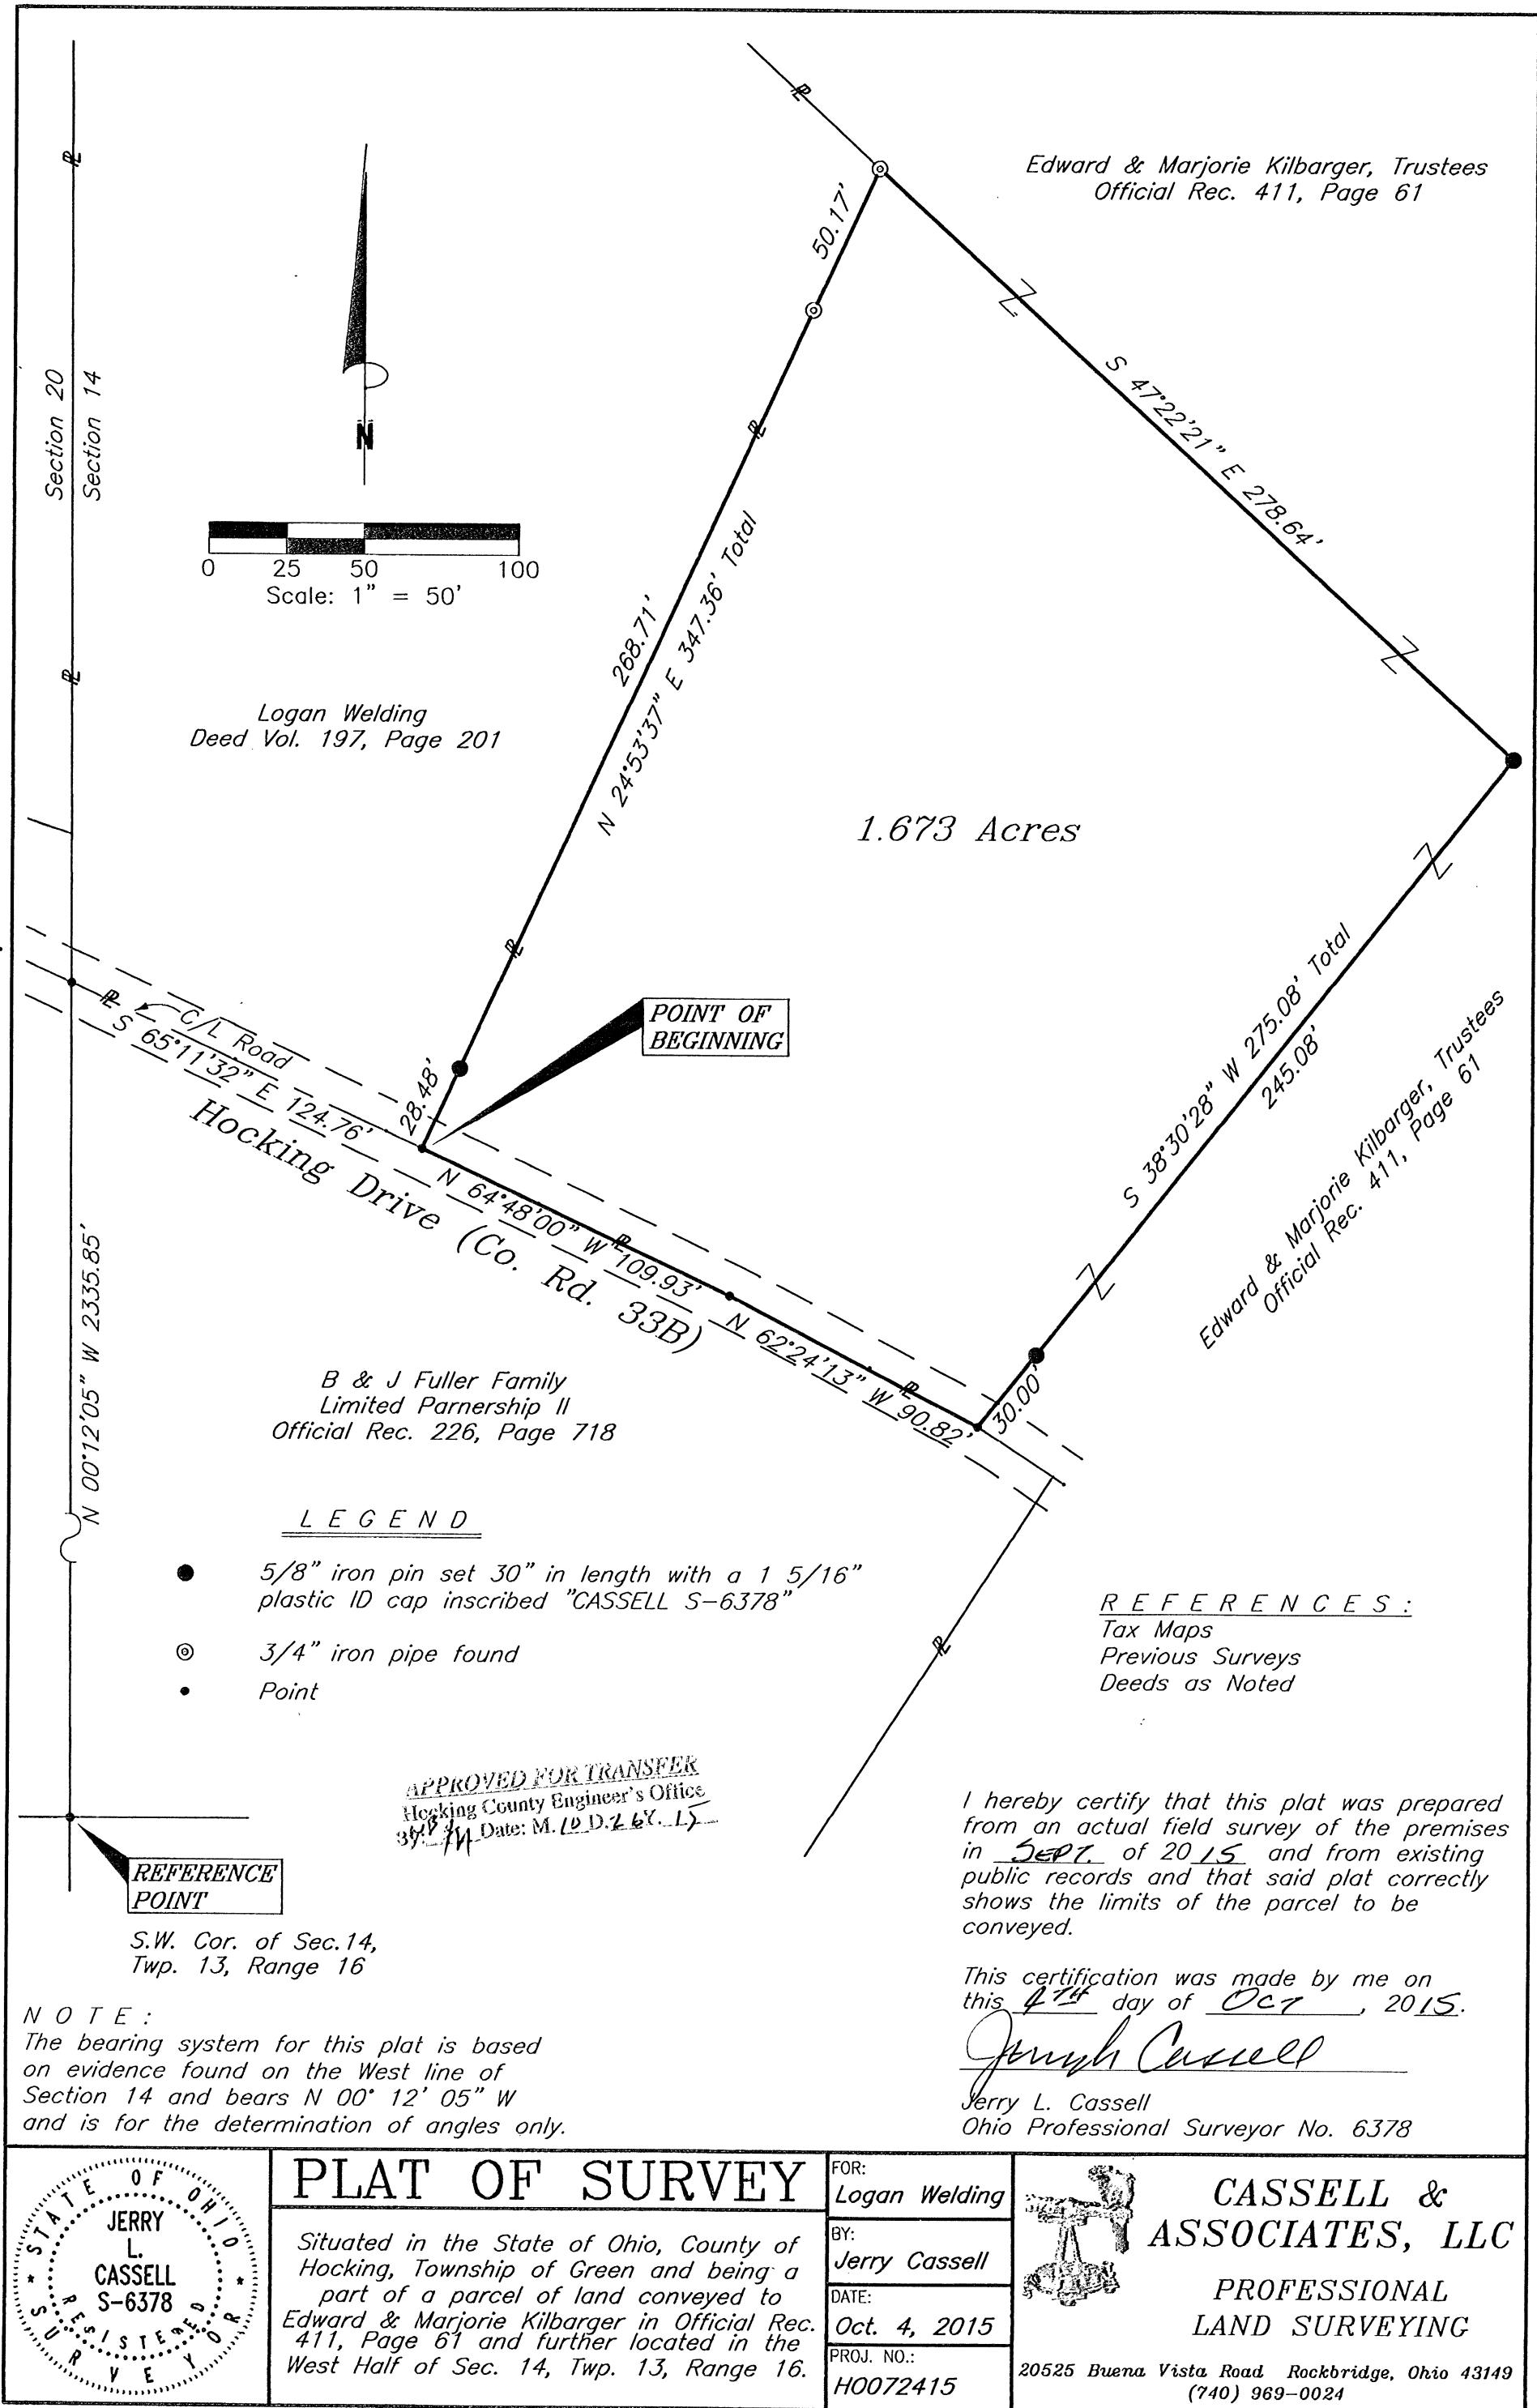 Edward & Marjorie Kilbarger, Trustees
Official Rec. 411, Page 61
50.17'
S 47°22'21" E 278.64'
Section 20
Section 14
N
0 25 50 100
Scale: 1" = 50'
268.71'
N 24°53'37" E 347.36' Total
Logan Welding
Deed Vol. 197, Page 201
1.673 Acres
POINT OF
BEGINNING
C/L Road
S 65°11'32" E 124.76'
28.48'
Hocking Drive (Co. Rd. 33B)
N 64°48'00" W 109.93'
N 62°24'13" W 90.82'
30.00'
S 38°30'28" W 275.08' Total
245.08'
Edward & Marjorie Kilbarger, Trustees
Official Rec. 411, Page 61
N 00°12'05" W 2335.85'
B & J Fuller Family
Limited Parnership II
Official Rec. 226, Page 718
LEGEND
5/8" iron pin set 30" in length with a 1 5/16"
plastic ID cap inscribed "CASSELL S-6378"
3/4" iron pipe found
Point
REFERENCES:
Tax Maps
Previous Surveys
Deeds as Noted
APPROVED FOR TRANSFER
Hocking County Engineer's Office
Date: M. 10 D. 26 Y. 15
REFERENCE
POINT
S.W. Cor. of Sec.14,
Twp. 13, Range 16
I hereby certify that this plat was prepared
from an actual field survey of the premises
in SEPT. of 2015 and from existing
public records and that said plat correctly
shows the limits of the parcel to be
conveyed.
This certification was made by me on
this 4TH day of OCT, 2015.
Jerry L. Cassell
Ohio Professional Surveyor No. 6378
NOTE:
The bearing system for this plat is based
on evidence found on the West line of
Section 14 and bears N 00° 12' 05" W
and is for the determination of angles only.
STATE OF OHIO
JERRY
L.
CASSELL
S-6378
REGISTERED
SURVEYOR
PLAT OF SURVEY
Situated in the State of Ohio, County of
Hocking, Township of Green and being a
part of a parcel of land conveyed to
Edward & Marjorie Kilbarger in Official Rec.
411, Page 61 and further located in the
West Half of Sec. 14, Twp. 13, Range 16.
FOR:
Logan Welding
BY:
Jerry Cassell
DATE:
Oct. 4, 2015
PROJ. NO.:
H0072415
CASSELL &
ASSOCIATES, LLC
PROFESSIONAL
LAND SURVEYING
20525 Buena Vista Road Rockbridge, Ohio 43149
(740) 969-0024